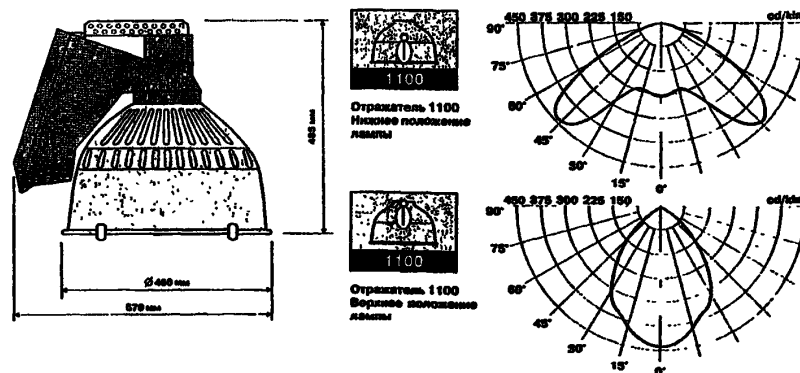 485 мм
Ø 460 мм
579 мм
1100
Отражатель 1100
Нижнее положение
лампы
450 375 300 225 150
cd/klm
90°
75°
60°
45°
30°
15°
0°
1100
Отражатель 1100
Верхнее положение
лампы
450 375 300 225 150
cd/klm
90°
75°
60°
45°
30°
15°
0°